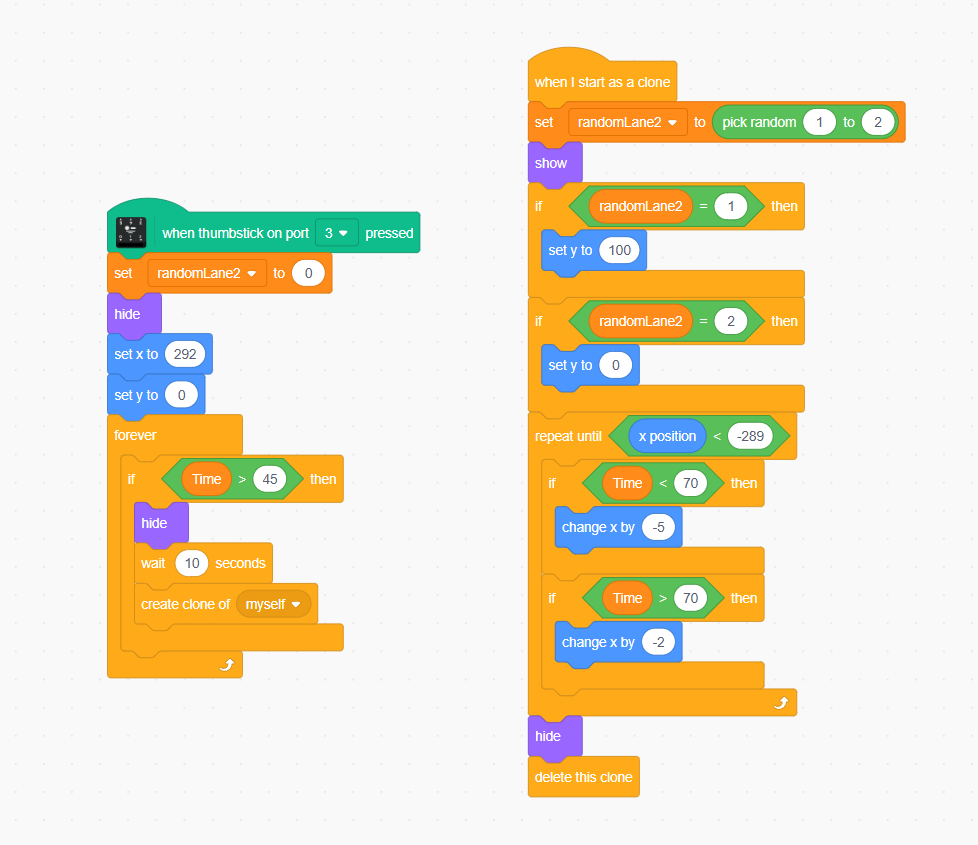 when thumbstick on port 3 pressed
set randomLane2 to 0
hide
set x to 292
set y to 0
forever
if Time > 45 then
hide
wait 10 seconds
create clone of myself
when I start as a clone
set randomLane2 to pick random 1 to 2
show
if randomLane2 = 1 then
set y to 100
if randomLane2 = 2 then
set y to 0
repeat until x position < -289
if Time < 70 then
change x by -5
if Time > 70 then
change x by -2
hide
delete this clone